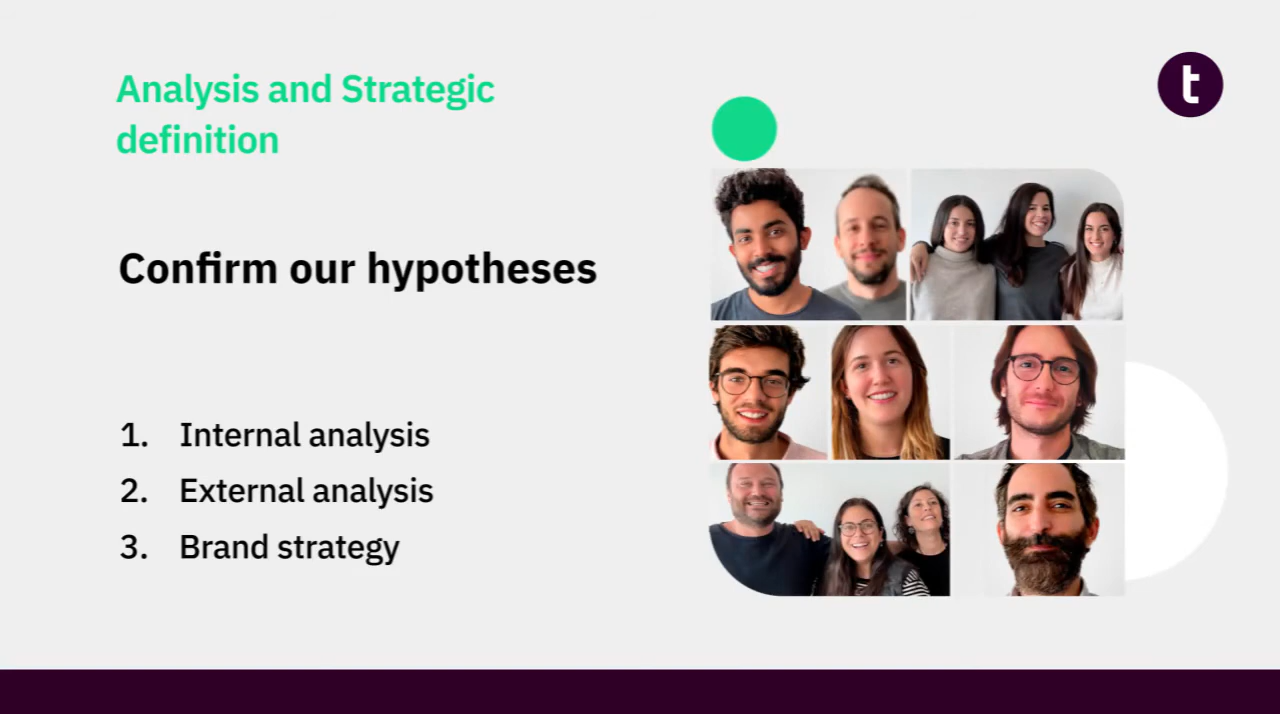 Analysis and Strategic
definition
t
Confirm our hypotheses
1. Internal analysis
2. External analysis
3. Brand strategy